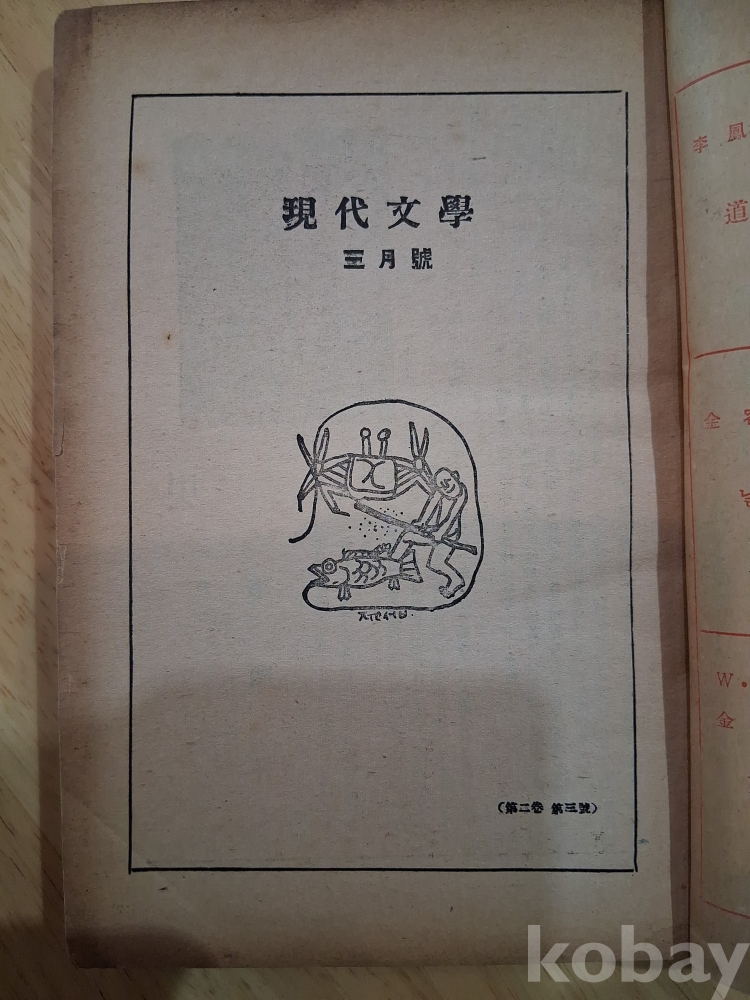 現代文學
三月號
(第二卷 第三號)
李 鳳
道
金
W.
金
kobay